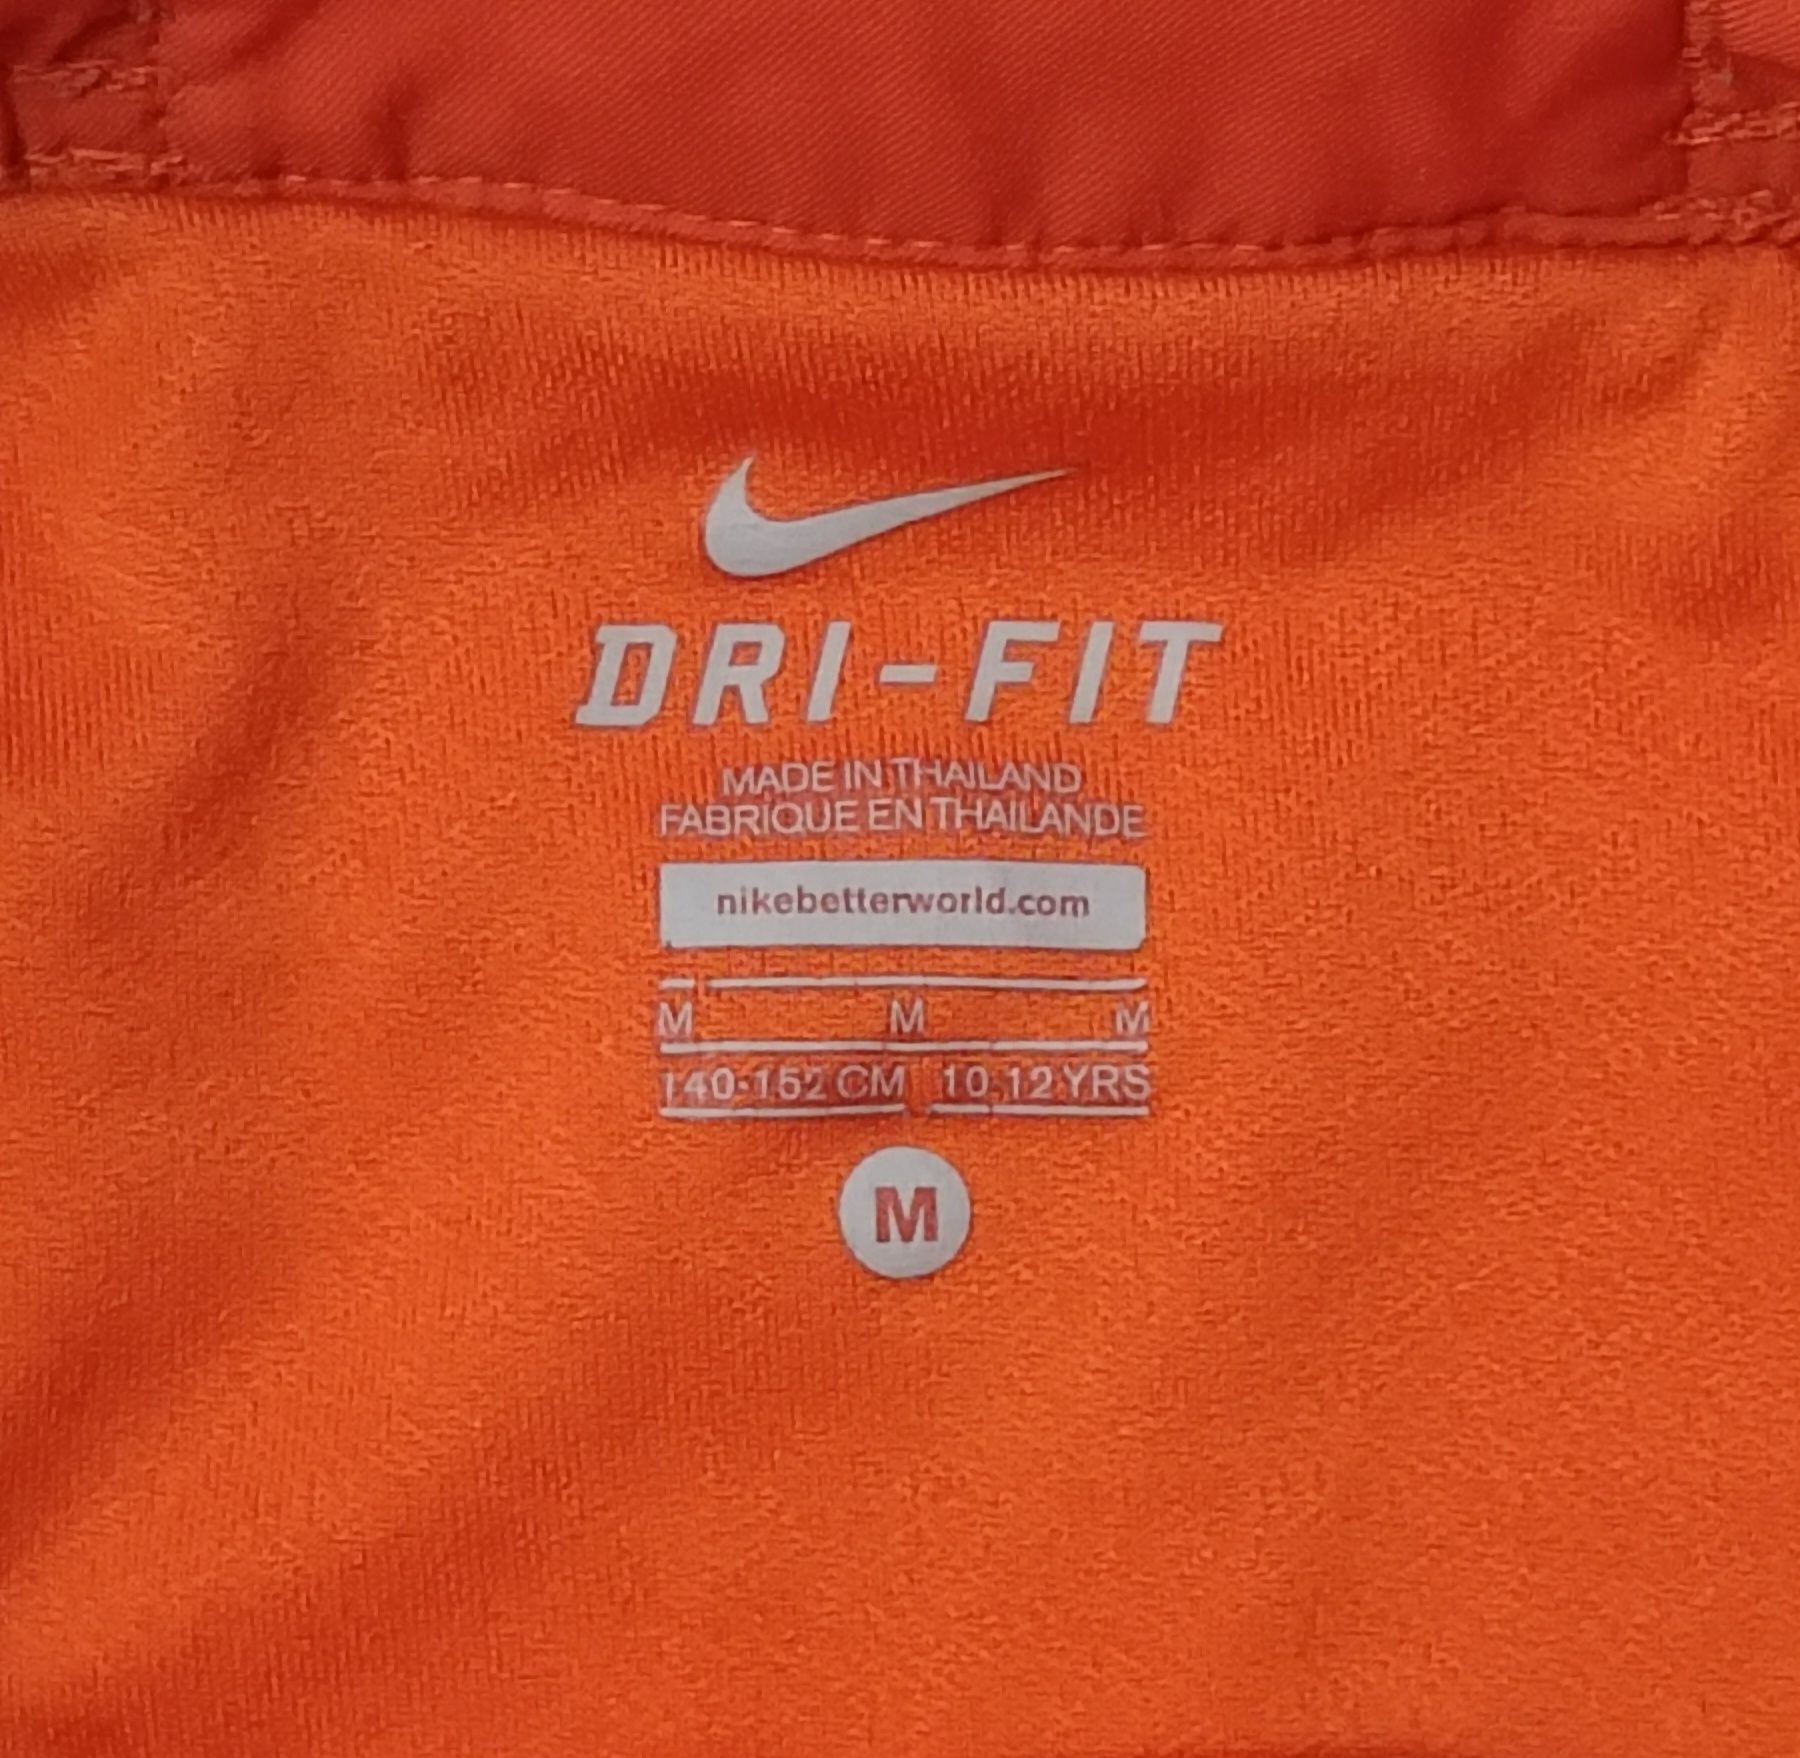 DRI-FIT
MADE IN THAILAND
FABRIQUE EN THAILANDE
nikebetterworld.com
M M M
140-152 CM 10-12 YRS
M